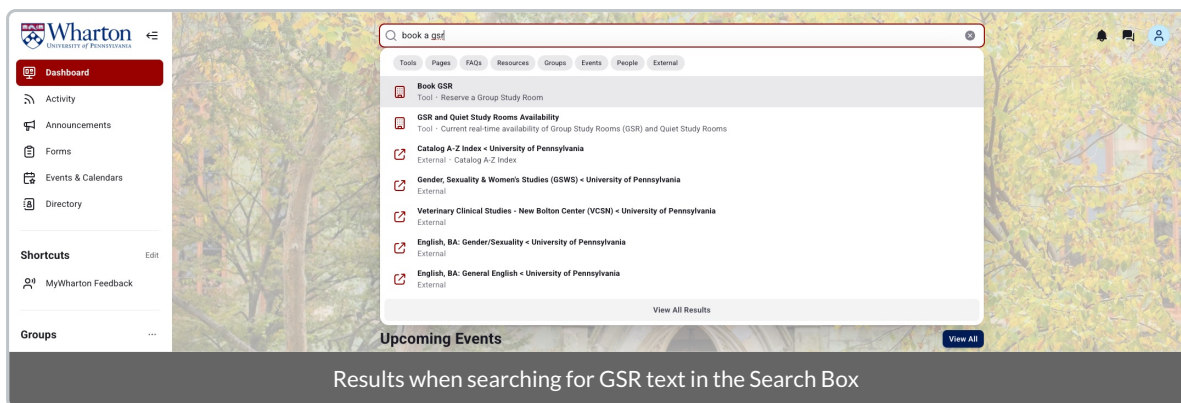 Wharton
UNIVERSITY of PENNSYLVANIA
Dashboard
Activity
Announcements
Forms
Events & Calendars
Directory
Shortcuts
Edit
MyWharton Feedback
Groups
...
book a gsr
Tools Pages FAQs Resources Groups Events People External
Book GSR
Tool · Reserve a Group Study Room
GSR and Quiet Study Rooms Availability
Tool · Current real-time availability of Group Study Rooms (GSR) and Quiet Study Rooms
Catalog A-Z Index < University of Pennsylvania
External · Catalog A-Z Index
Gender, Sexuality & Women's Studies (GSWS) < University of Pennsylvania
External
Veterinary Clinical Studies - New Bolton Center (VCSN) < University of Pennsylvania
External
English, BA: Gender/Sexuality < University of Pennsylvania
External
English, BA: General English < University of Pennsylvania
External
View All Results
Upcoming Events
View All
Results when searching for GSR text in the Search Box